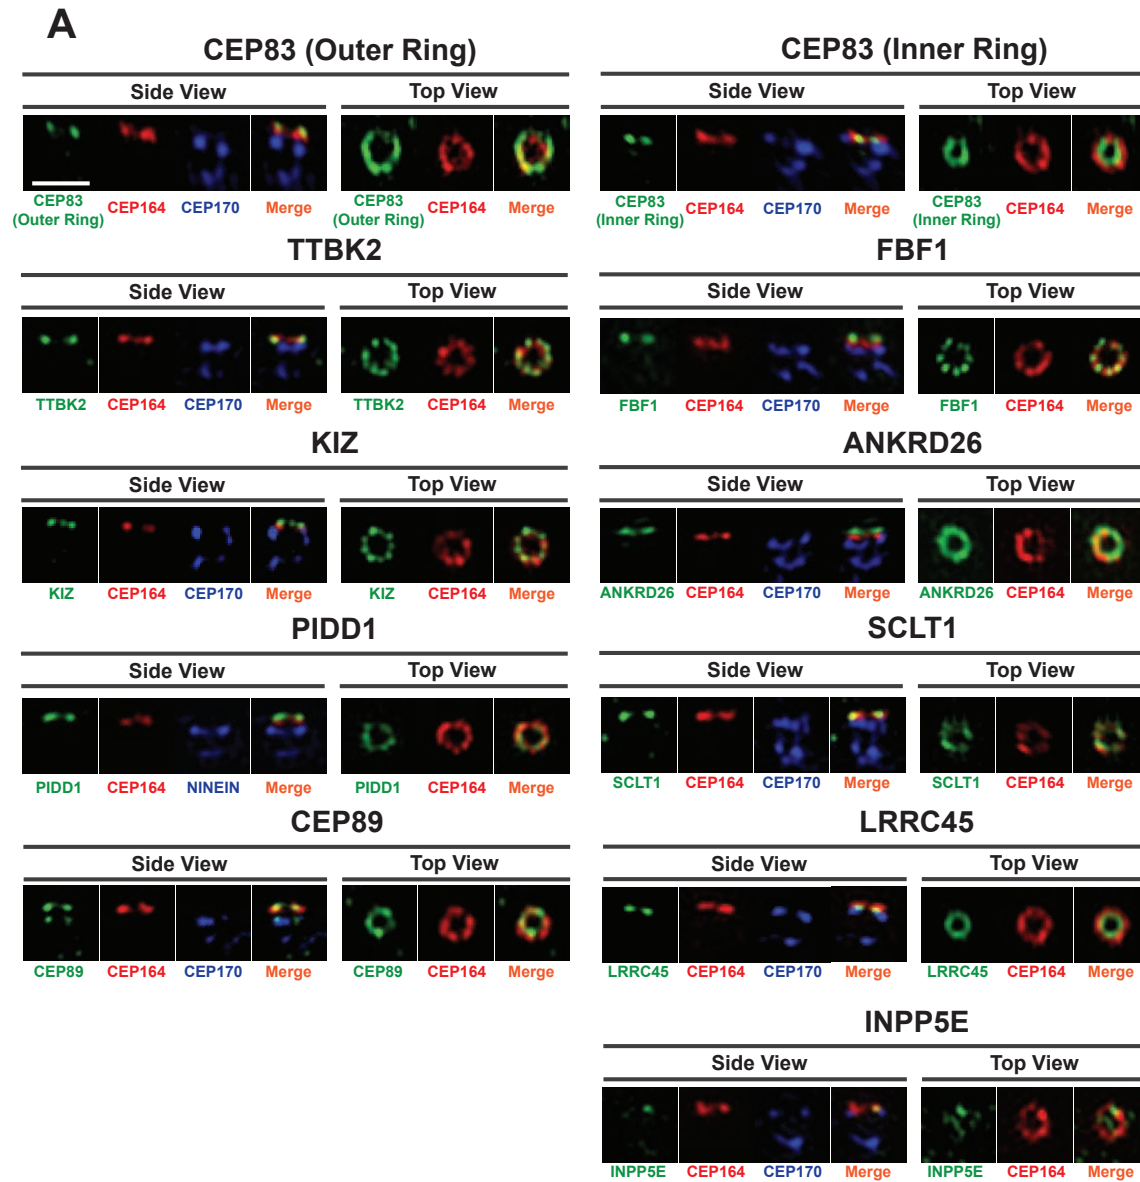 A
CEP83 (Outer Ring)
Side View
Top View
CEP83
(Outer Ring)
CEP164
CEP170
Merge
CEP83
(Outer Ring)
CEP164
Merge
CEP83 (Inner Ring)
Side View
Top View
CEP83
(Inner Ring)
CEP164
CEP170
Merge
CEP83
(Inner Ring)
CEP164
Merge
TTBK2
Side View
Top View
TTBK2 CEP164 CEP170 Merge
TTBK2 CEP164 Merge
FBF1
Side View
Top View
FBF1 CEP164 CEP170 Merge
FBF1 CEP164 Merge
KIZ
Side View
Top View
KIZ CEP164 CEP170 Merge
KIZ CEP164 Merge
ANKRD26
Side View
Top View
ANKRD26 CEP164 CEP170 Merge
ANKRD26 CEP164 Merge
PIDD1
Side View
Top View
PIDD1 CEP164 NINEIN Merge
PIDD1 CEP164 Merge
SCLT1
Side View
Top View
SCLT1 CEP164 CEP170 Merge
SCLT1 CEP164 Merge
CEP89
Side View
Top View
CEP89 CEP164 CEP170 Merge
CEP89 CEP164 Merge
LRRC45
Side View
Top View
LRRC45 CEP164 CEP170 Merge
LRRC45 CEP164 Merge
INPP5E
Side View
Top View
INPP5E CEP164 CEP170 Merge
INPP5E CEP164 Merge